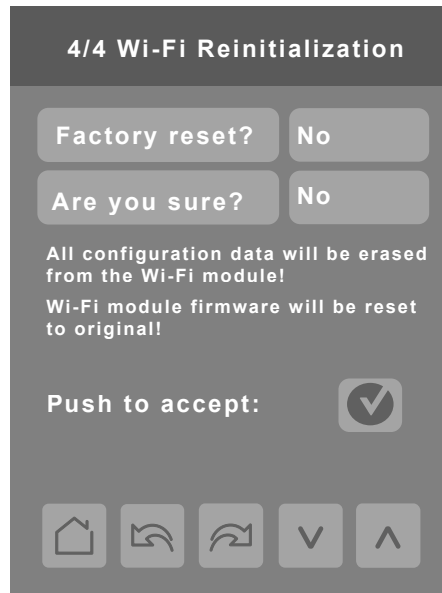 4/4 Wi-Fi Reinitialization
Factory reset? No
Are you sure? No
All configuration data will be erased
from the Wi-Fi module!
Wi-Fi module firmware will be reset
to original!
Push to accept: